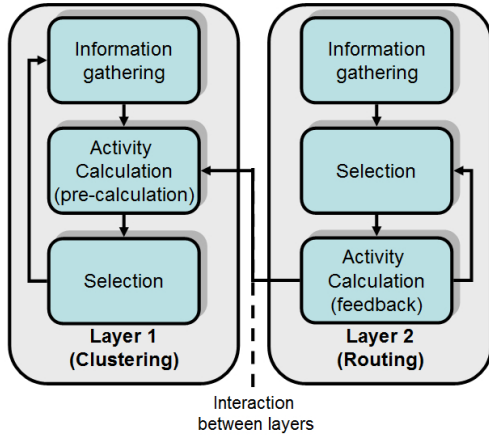 Information
gathering
Activity
Calculation
(pre-calculation)
Selection
Layer 1
(Clustering)
Information
gathering
Selection
Activity
Calculation
(feedback)
Layer 2
(Routing)
Interaction
between layers